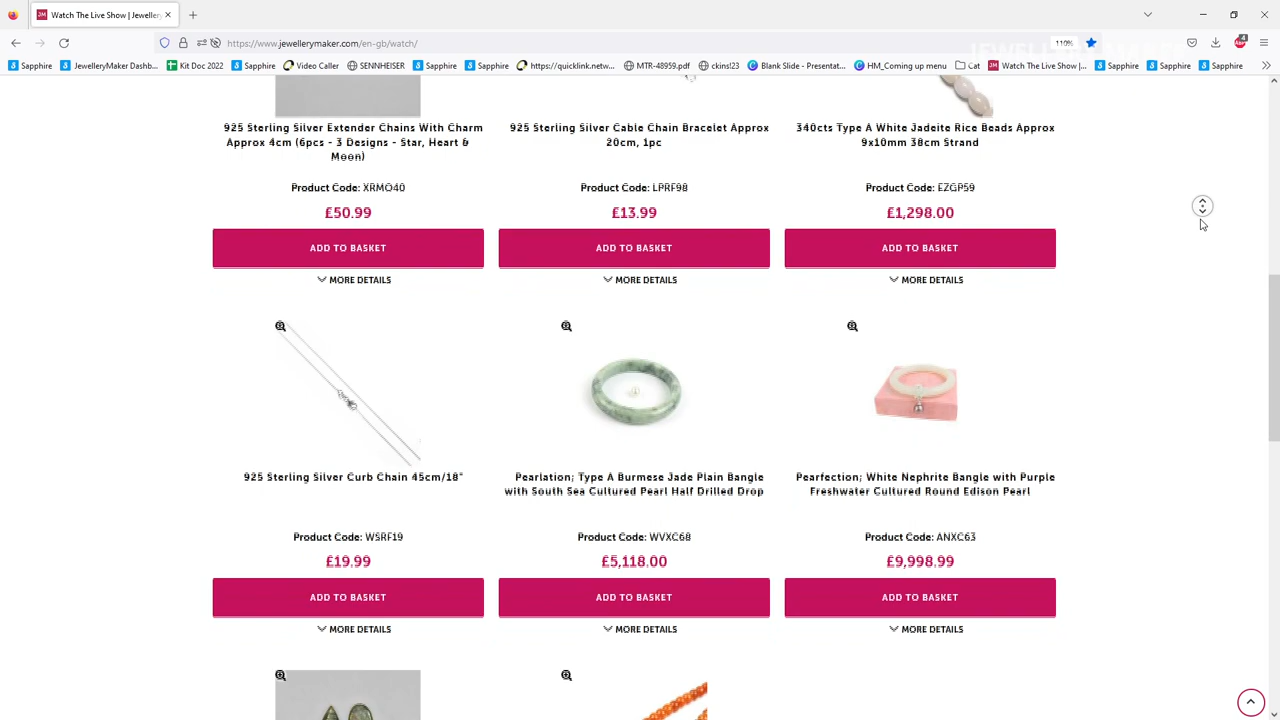 Watch The Live Show | Jeweller
https://www.jewellerymaker.com/en-gb/watch/
110%
4
Sapphire
JewelleryMaker Dashb...
Kit Doc 2022
Sapphire
Video Caller
SENNHEISER
Sapphire
Sapphire
https://quicklink.netw...
MTR-48959.pdf
ckins!23
Blank Slide - Presentat...
HM_Coming up menu
Cat
Watch The Live Show |...
Sapphire
Sapphire
Sapphire
925 Sterling Silver Extender Chains With Charm
Approx 4cm (6pcs - 3 Designs - Star, Heart &
Moon)
Product Code: XRMO40
£50.99
ADD TO BASKET
MORE DETAILS
925 Sterling Silver Cable Chain Bracelet Approx
20cm, 1pc
Product Code: LPRF98
£13.99
ADD TO BASKET
MORE DETAILS
340cts Type A White Jadeite Rice Beads Approx
9x10mm 38cm Strand
Product Code: EZGP59
£1,298.00
ADD TO BASKET
MORE DETAILS
925 Sterling Silver Curb Chain 45cm/18"
Product Code: WSRF19
£19.99
ADD TO BASKET
MORE DETAILS
Pearlation; Type A Burmese Jade Plain Bangle
with South Sea Cultured Pearl Half Drilled Drop
Product Code: WVXC68
£5,118.00
ADD TO BASKET
MORE DETAILS
Pearfection; White Nephrite Bangle with Purple
Freshwater Cultured Round Edison Pearl
Product Code: ANXC63
£9,998.99
ADD TO BASKET
MORE DETAILS